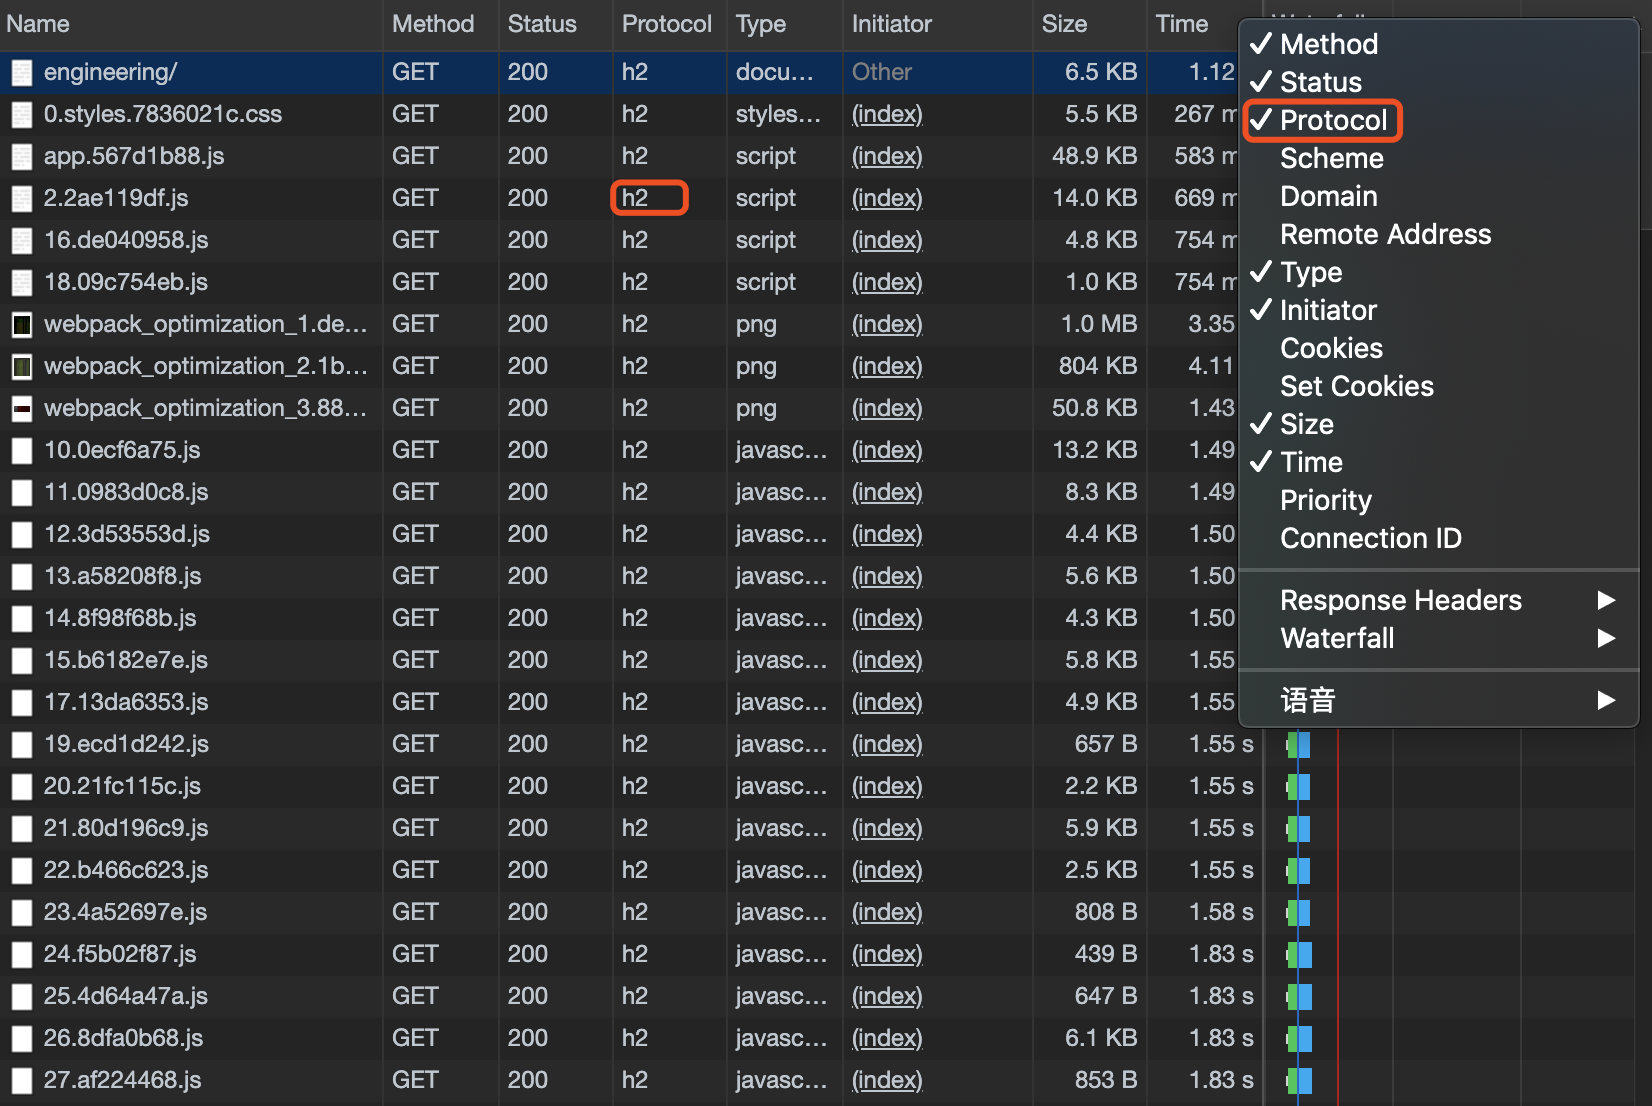 Name Method Status Protocol Type Initiator Size Time
engineering/ GET 200 h2 docu... Other 6.5 KB 1.12
0.styles.7836021c.css GET 200 h2 styles... (index) 5.5 KB 267 m
app.567d1b88.js GET 200 h2 script (index) 48.9 KB 583 m
2.2ae119df.js GET 200 h2 script (index) 14.0 KB 669 m
16.de040958.js GET 200 h2 script (index) 4.8 KB 754 m
18.09c754eb.js GET 200 h2 script (index) 1.0 KB 754 m
webpack_optimization_1.de... GET 200 h2 png (index) 1.0 MB 3.35
webpack_optimization_2.1b... GET 200 h2 png (index) 804 KB 4.11
webpack_optimization_3.88... GET 200 h2 png (index) 50.8 KB 1.43
10.0ecf6a75.js GET 200 h2 javasc... (index) 13.2 KB 1.49
11.0983d0c8.js GET 200 h2 javasc... (index) 8.3 KB 1.49
12.3d53553d.js GET 200 h2 javasc... (index) 4.4 KB 1.50
13.a58208f8.js GET 200 h2 javasc... (index) 5.6 KB 1.50
14.8f98f68b.js GET 200 h2 javasc... (index) 4.3 KB 1.50
15.b6182e7e.js GET 200 h2 javasc... (index) 5.8 KB 1.55
17.13da6353.js GET 200 h2 javasc... (index) 4.9 KB 1.55
19.ecd1d242.js GET 200 h2 javasc... (index) 657 B 1.55 s
20.21fc115c.js GET 200 h2 javasc... (index) 2.2 KB 1.55 s
21.80d196c9.js GET 200 h2 javasc... (index) 5.9 KB 1.55 s
22.b466c623.js GET 200 h2 javasc... (index) 2.5 KB 1.55 s
23.4a52697e.js GET 200 h2 javasc... (index) 808 B 1.58 s
24.f5b02f87.js GET 200 h2 javasc... (index) 439 B 1.83 s
25.4d64a47a.js GET 200 h2 javasc... (index) 647 B 1.83 s
26.8dfa0b68.js GET 200 h2 javasc... (index) 6.1 KB 1.83 s
27.af224468.js GET 200 h2 javasc... (index) 853 B 1.83 s
✓ Method
✓ Status
✓ Protocol
Scheme
Domain
Remote Address
✓ Type
✓ Initiator
Cookies
Set Cookies
✓ Size
✓ Time
Priority
Connection ID
Response Headers ▶
Waterfall ▶
语音 ▶